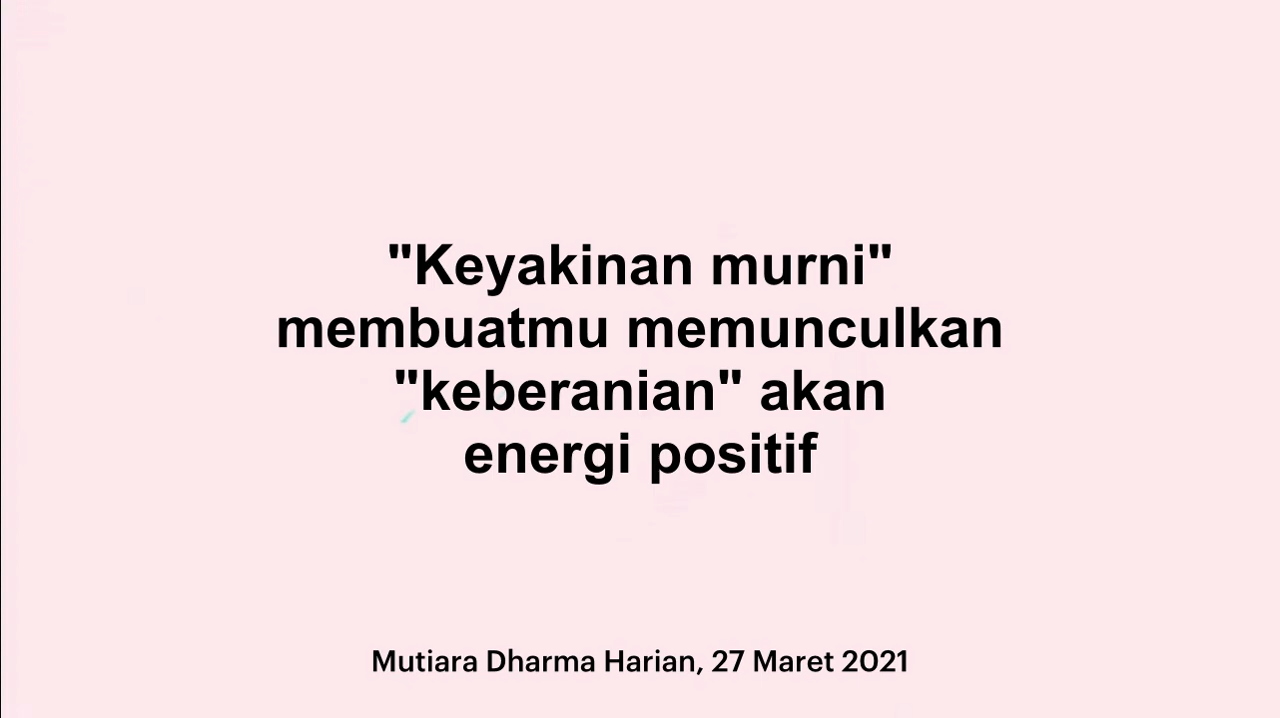 "Keyakinan murni"
membuatmu memunculkan
"keberanian" akan
energi positif
Mutiara Dharma Harian, 27 Maret 2021